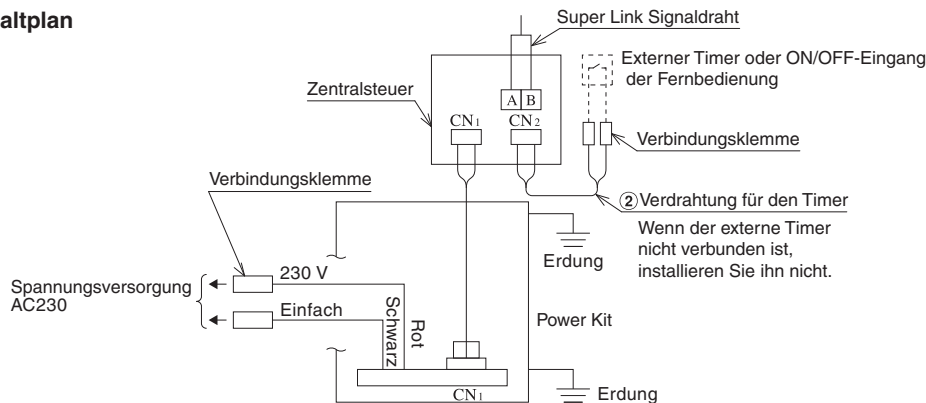 altplan
Super Link Signaldraht
Externer Timer oder ON/OFF-Eingang
der Fernbedienung
Zentralsteuer
A B
CN1
CN2
Verbindungsklemme
Verbindungsklemme
②Verdrahtung für den Timer
Wenn der externe Timer
nicht verbunden ist,
installieren Sie ihn nicht.
Erdung
230 V
Spannungsversorgung
AC230
Einfach
Schwarz
Rot
Power Kit
CN1
Erdung